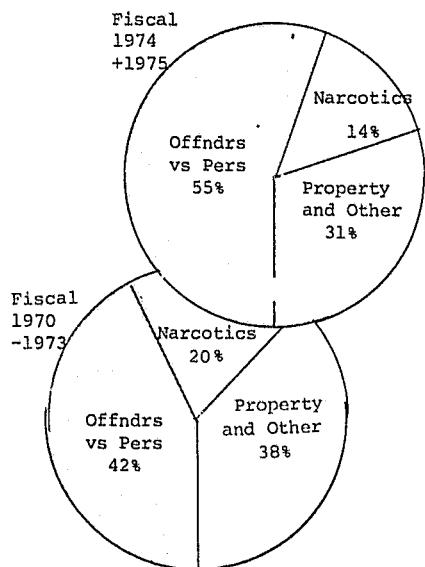 Fiscal
1974
+1975
Narcotics
14%
Offndrs
vs Pers
55%
Property
and Other
31%
Fiscal
1970
-1973
Narcotics
20%
Offndrs
vs Pers
42%
Property
and Other
38%